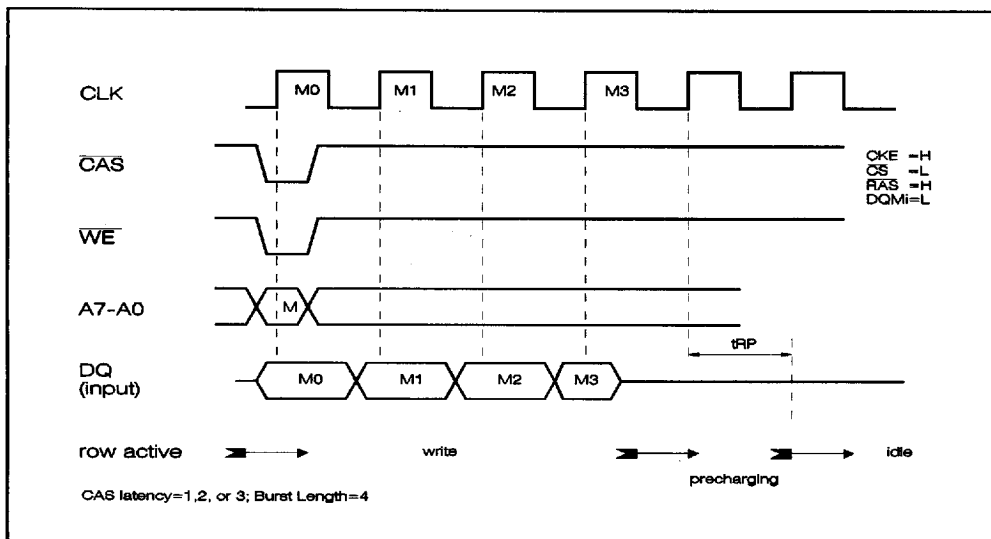 CLK M0 M1 M2 M3
CAS
CKE =H
CS =L
RAS =H
DQMi=L
WE
A7-A0 M
tRP
DQ
(input) M0 M1 M2 M3
row active write idle
precharging
CAS latency=1,2, or 3; Burst Length=4